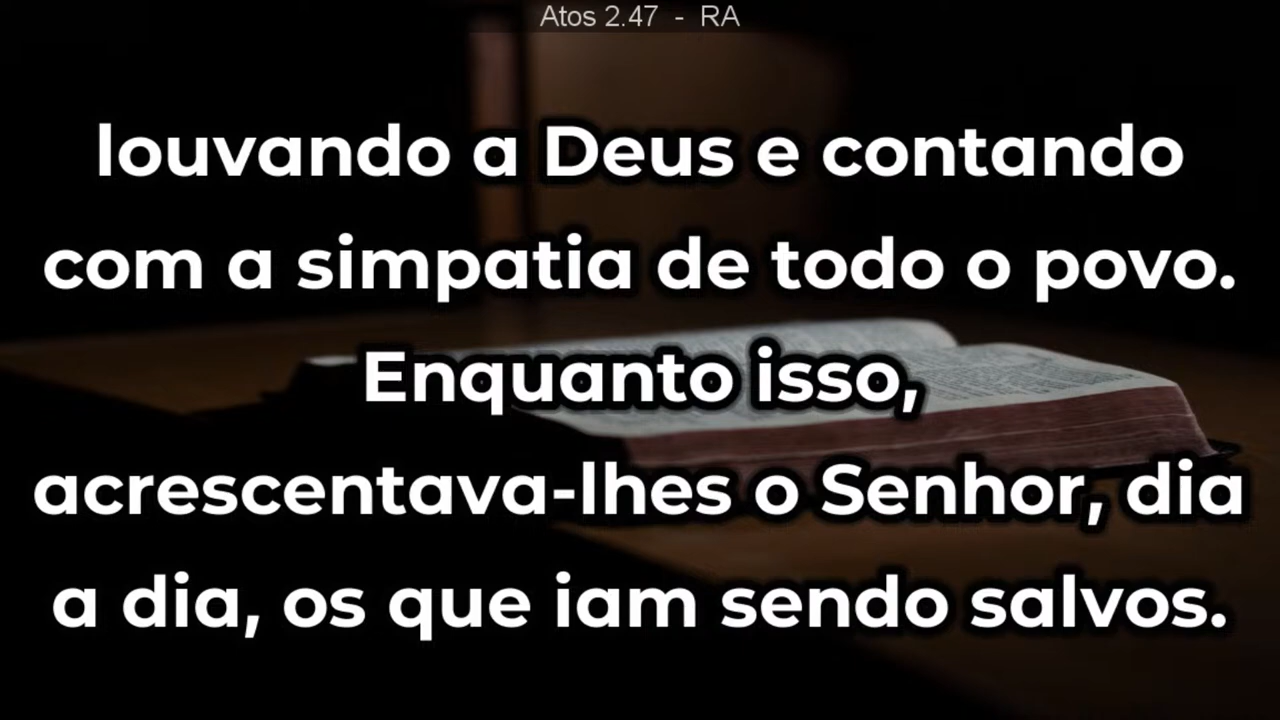 Atos 2.47 - RA
louvando a Deus e contando
com a simpatia de todo o povo.
Enquanto isso,
acrescentava-lhes o Senhor, dia
a dia, os que iam sendo salvos.